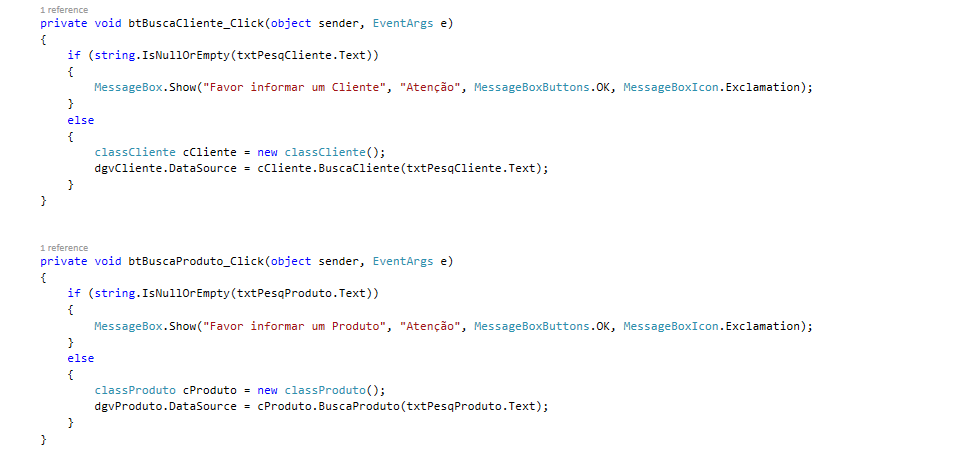 1 reference
private void btBuscaCliente_Click(object sender, EventArgs e)
{
    if (string.IsNullOrEmpty(txtPesqCliente.Text))
    {
        MessageBox.Show("Favor informar um Cliente", "Atenção", MessageBoxButtons.OK, MessageBoxIcon.Exclamation);
    }
    else
    {
        classCliente cCliente = new classCliente();
        dgvCliente.DataSource = cCliente.BuscaCliente(txtPesqCliente.Text);
    }
}
1 reference
private void btBuscaProduto_Click(object sender, EventArgs e)
{
    if (string.IsNullOrEmpty(txtPesqProduto.Text))
    {
        MessageBox.Show("Favor informar um Produto", "Atenção", MessageBoxButtons.OK, MessageBoxIcon.Exclamation);
    }
    else
    {
        classProduto cProduto = new classProduto();
        dgvProduto.DataSource = cProduto.BuscaProduto(txtPesqProduto.Text);
    }
}